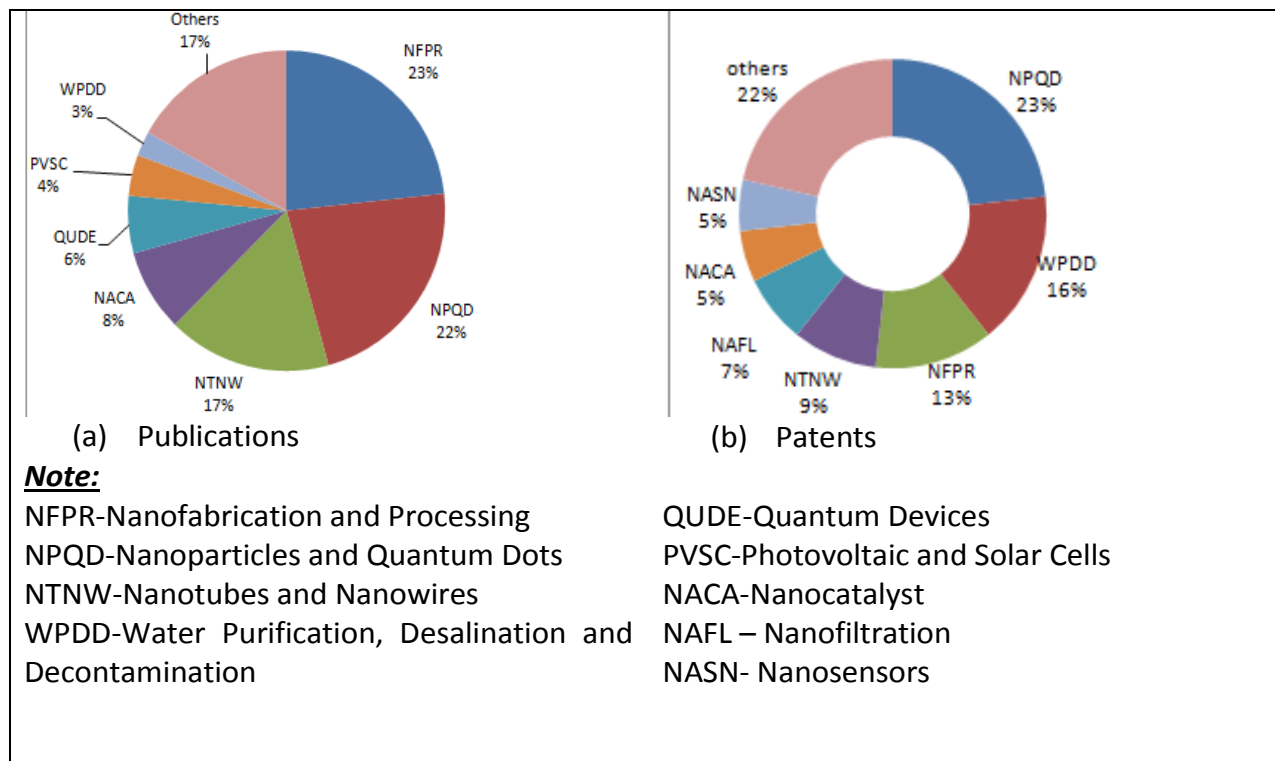 Others
17%
NFPR
23%
WPDD
3%
PVSC
4%
QUDE
6%
NACA
8%
NTNW
17%
NPQD
22%
(a) Publications
others
22%
NPQD
23%
NASN
5%
NACA
5%
NAFL
7%
NTNW
9%
NFPR
13%
WPDD
16%
(b) Patents
Note:
NFPR-Nanofabrication and Processing
NPQD-Nanoparticles and Quantum Dots
NTNW-Nanotubes and Nanowires
WPDD-Water Purification, Desalination and
Decontamination
QUDE-Quantum Devices
PVSC-Photovoltaic and Solar Cells
NACA-Nanocatalyst
NAFL – Nanofiltration
NASN- Nanosensors